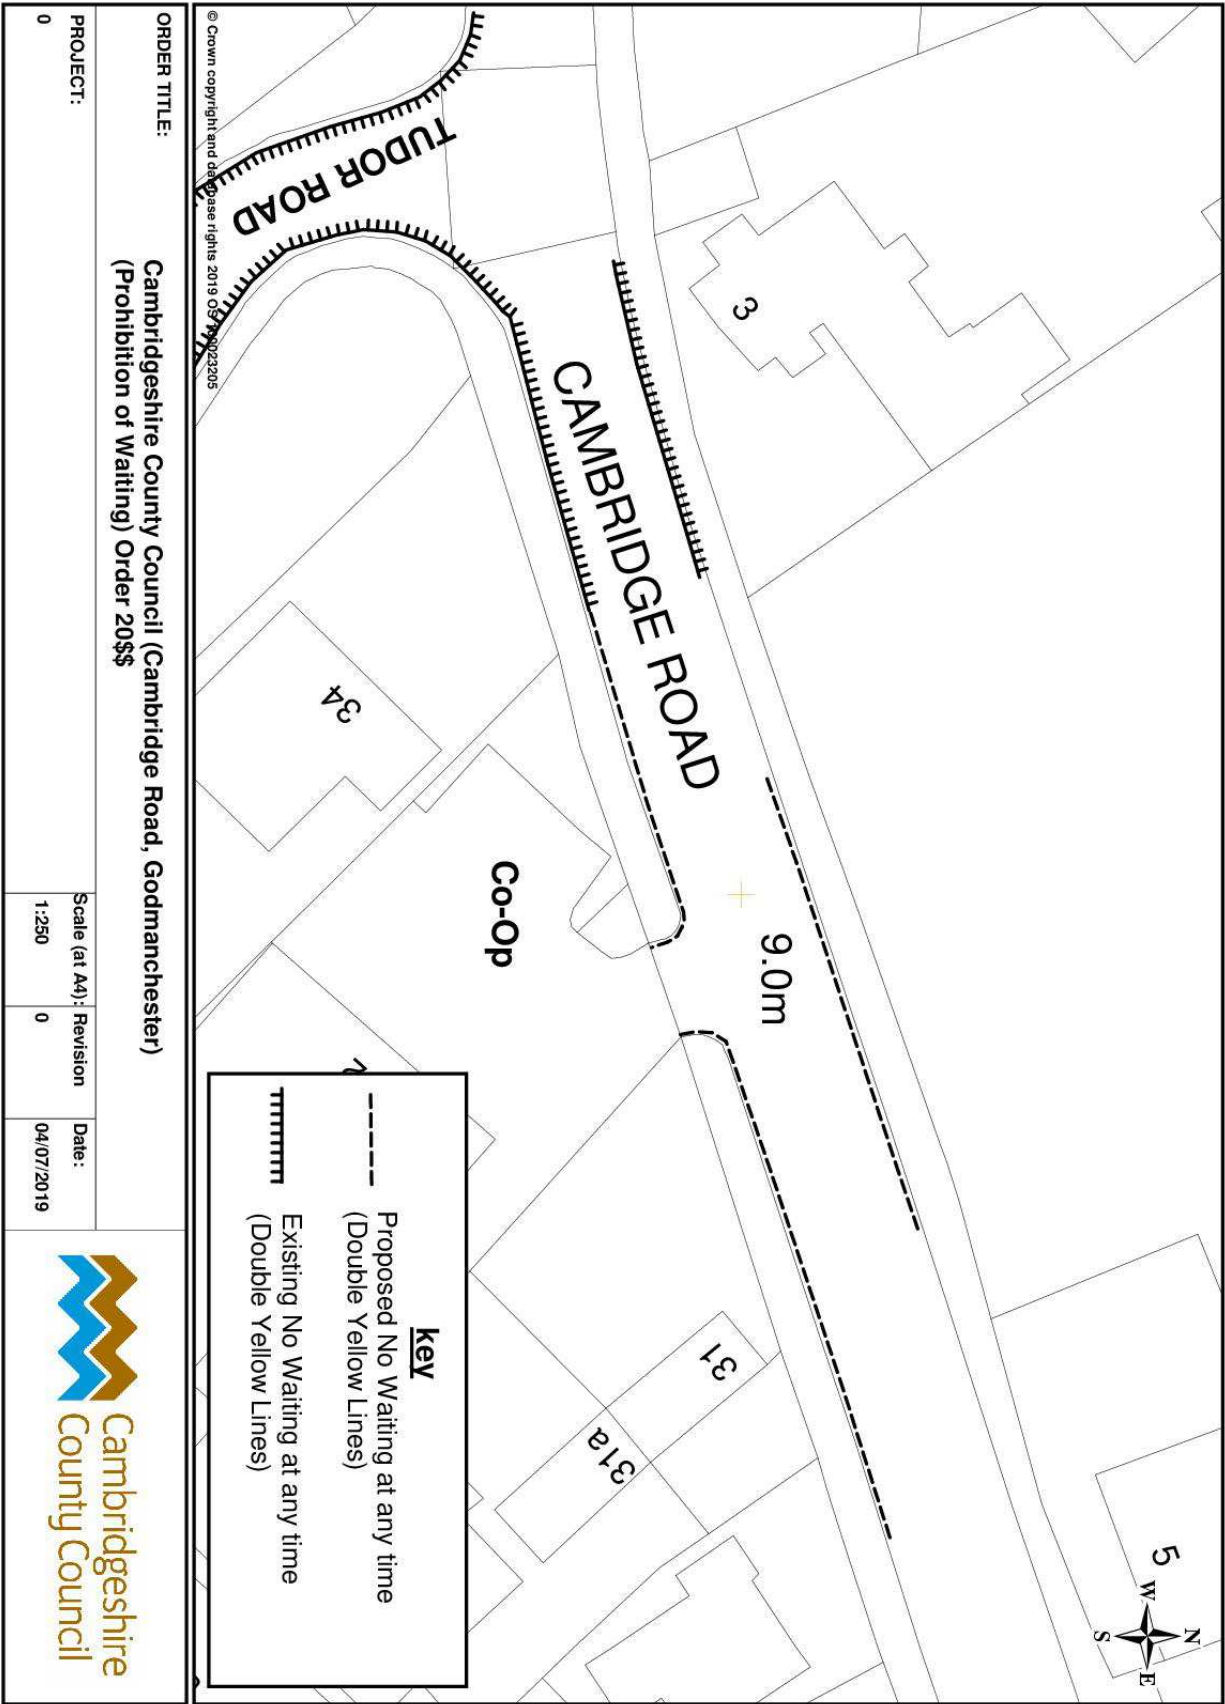 TUDOR ROAD
CAMBRIDGE ROAD
3
5
N
W
E
S
9.0m
Co-Op
34
31
31a
key
Proposed No Waiting at any time
(Double Yellow Lines)
Existing No Waiting at any time
(Double Yellow Lines)
© Crown copyright and database rights 2019 OS 100023205
ORDER TITLE:
Cambridgeshire County Council (Cambridge Road, Godmanchester)
(Prohibition of Waiting) Order 20$$
PROJECT:
0
Scale (at A4):
1:250
Revision
0
Date:
04/07/2019
Cambridgeshire
County Council